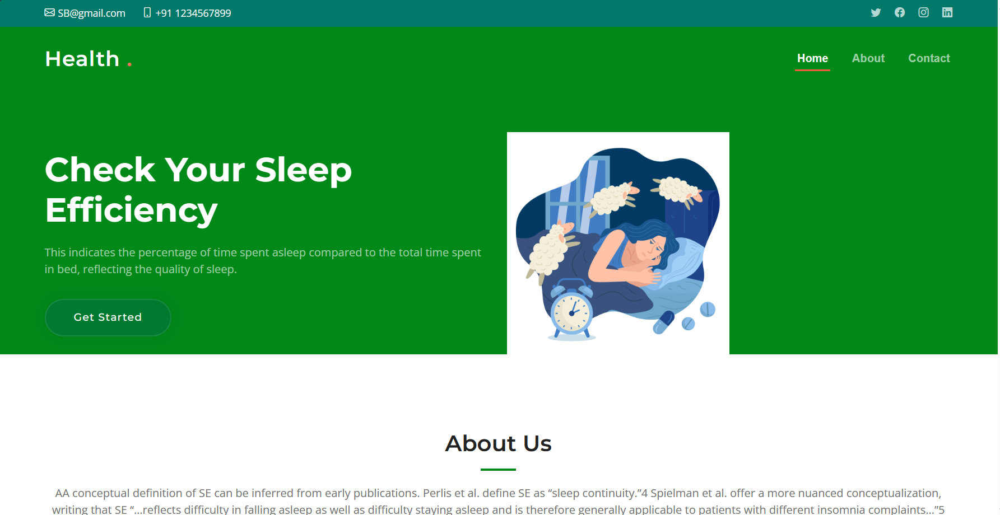 SB@gmail.com +91 1234567899
Health .
Home About Contact
Check Your Sleep
Efficiency
This indicates the percentage of time spent asleep compared to the total time spent
in bed, reflecting the quality of sleep.
Get Started
About Us
AA conceptual definition of SE can be inferred from early publications. Perlis et al. define SE as “sleep continuity.”4 Spielman et al. offer a more nuanced conceptualization,
writing that SE “...reflects difficulty in falling asleep as well as difficulty staying asleep and is therefore generally applicable to patients with different insomnia complaints...”5